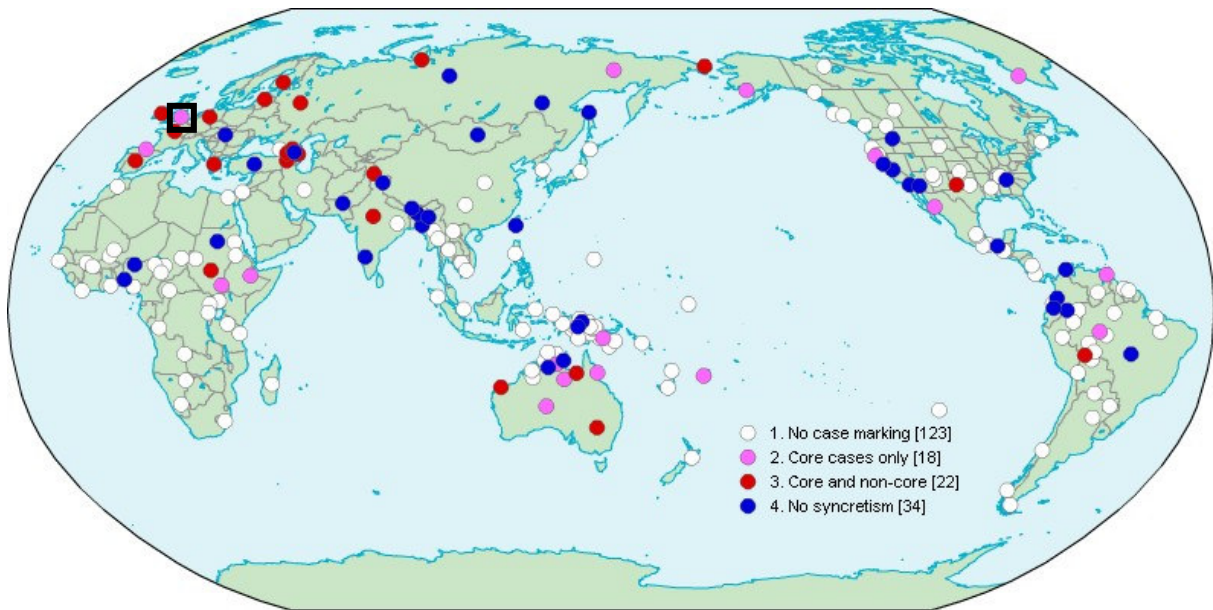 1. No case marking [123]
2. Core cases only [18]
3. Core and non-core [22]
4. No syncretism [34]